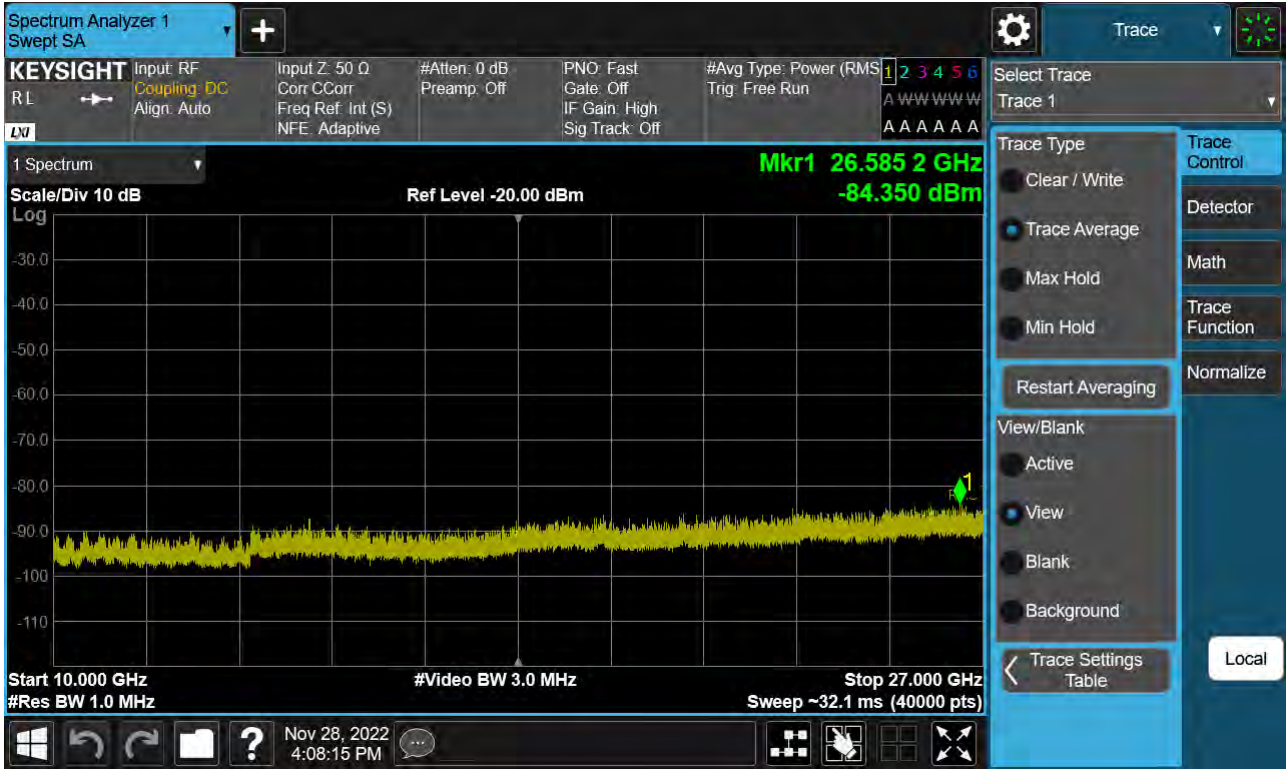 Spectrum Analyzer 1
Swept SA
+
Trace
KEYSIGHT
RL
LXI
Input: RF
Coupling: DC
Align: Auto
Input Z: 50 Ω
Corr CCorr
Freq Ref: Int (S)
NFE: Adaptive
#Atten: 0 dB
Preamp: Off
PNO: Fast
Gate: Off
IF Gain: High
Sig Track: Off
#Avg Type: Power (RMS
Trig: Free Run
1 2 3 4 5 6
A W W W W W
A A A A A A
Select Trace
Trace 1
1 Spectrum
Scale/Div 10 dB
Ref Level -20.00 dBm
Mkr1 26.585 2 GHz
-84.350 dBm
Log
-30.0
-40.0
-50.0
-60.0
-70.0
-80.0
-90.0
-100
-110
1
Start 10.000 GHz
#Res BW 1.0 MHz
#Video BW 3.0 MHz
Stop 27.000 GHz
Sweep ~32.1 ms (40000 pts)
Trace Type
Clear / Write
Trace Average
Max Hold
Min Hold
Restart Averaging
View/Blank
Active
View
Blank
Background
Trace Settings
Table
Trace
Control
Detector
Math
Trace
Function
Normalize
Local
?
Nov 28, 2022
4:08:15 PM